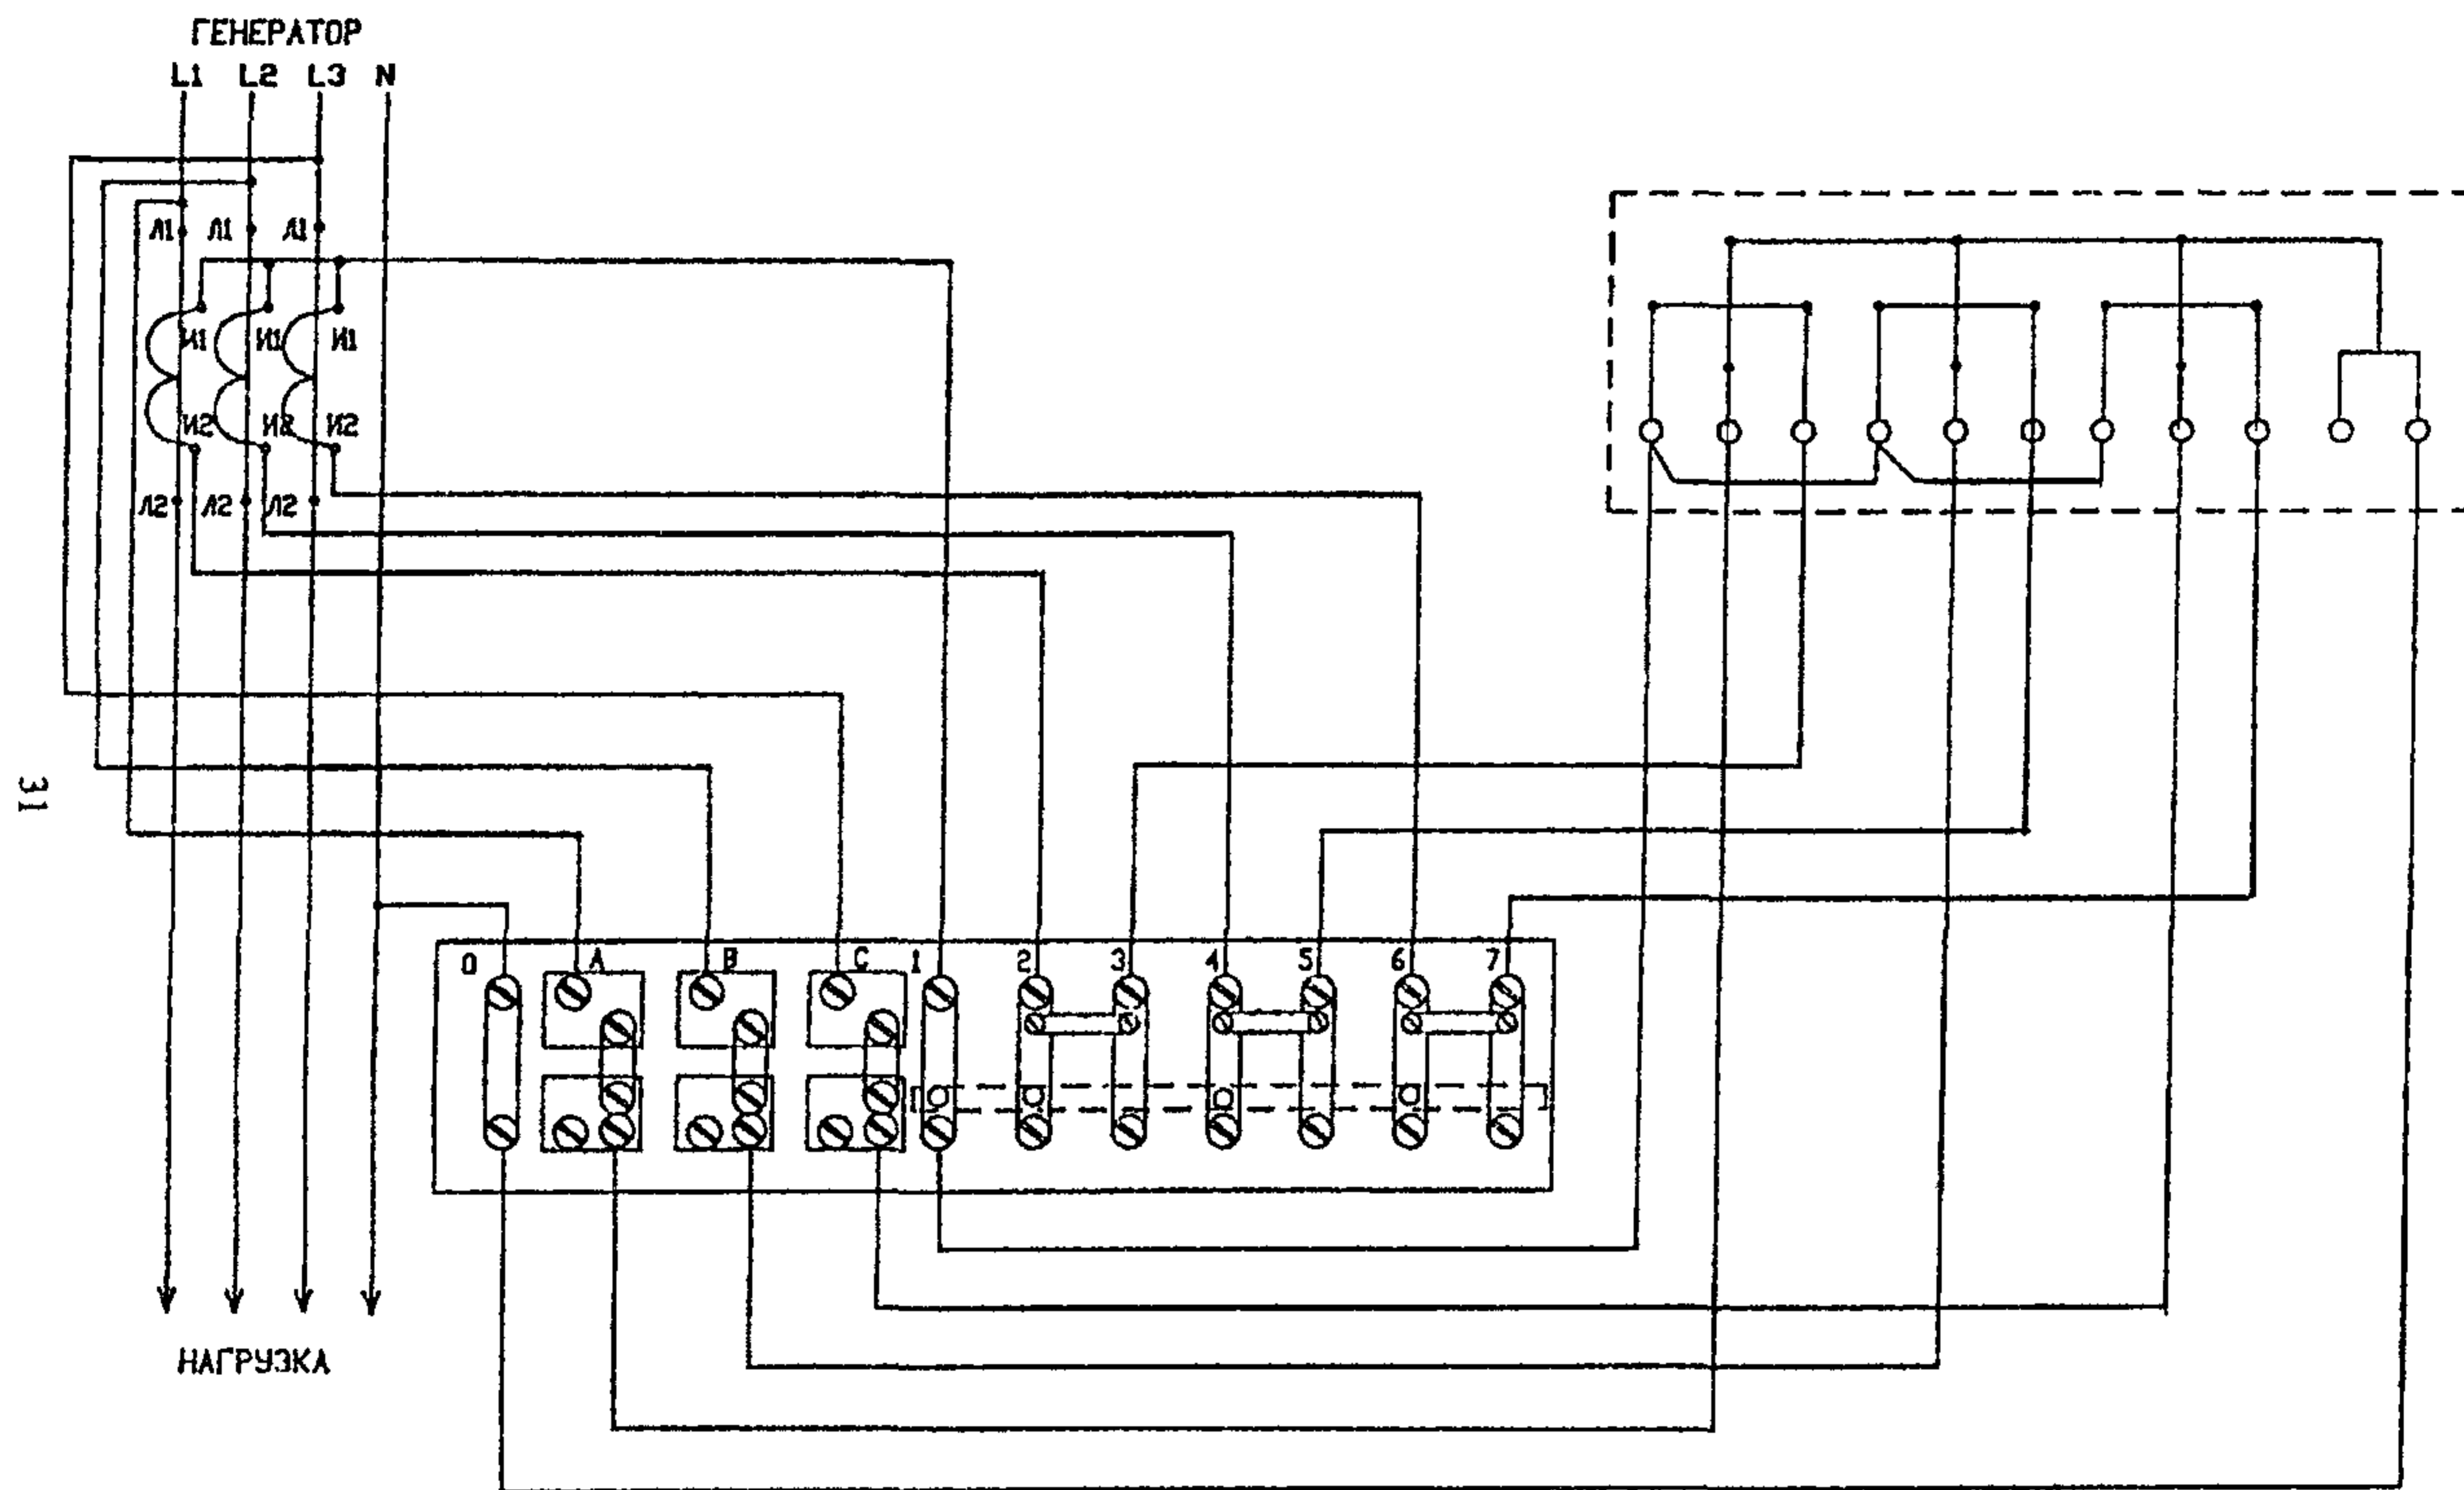 ГЕНЕРАТОР
L1 L2 L3 N
Л1 Л1 Л1
И1 И1 И1
И2 И2 И2
Л2 Л2 Л2
31
0 A B C 1 2 3 4 5 6 7
НАГРУЗКА